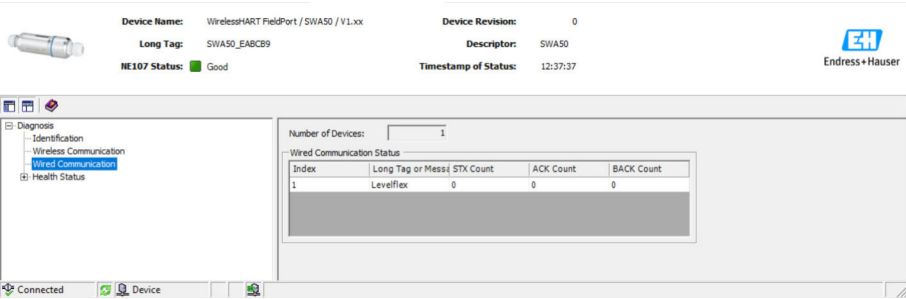 Device Name: WirelessHART FieldPort / SWA50 / V1.xx Device Revision: 0
Long Tag: SWA50_EABCB9 Descriptor: SWA50
NE107 Status: Good Timestamp of Status: 12:37:37
EH
Endress+Hauser
Diagnosis
Identification
Wireless Communication
Wired Communication
Health Status
Number of Devices: 1
Wired Communication Status
Index Long Tag or Messa STX Count ACK Count BACK Count
1 Levelflex 0 0 0
Connected Device